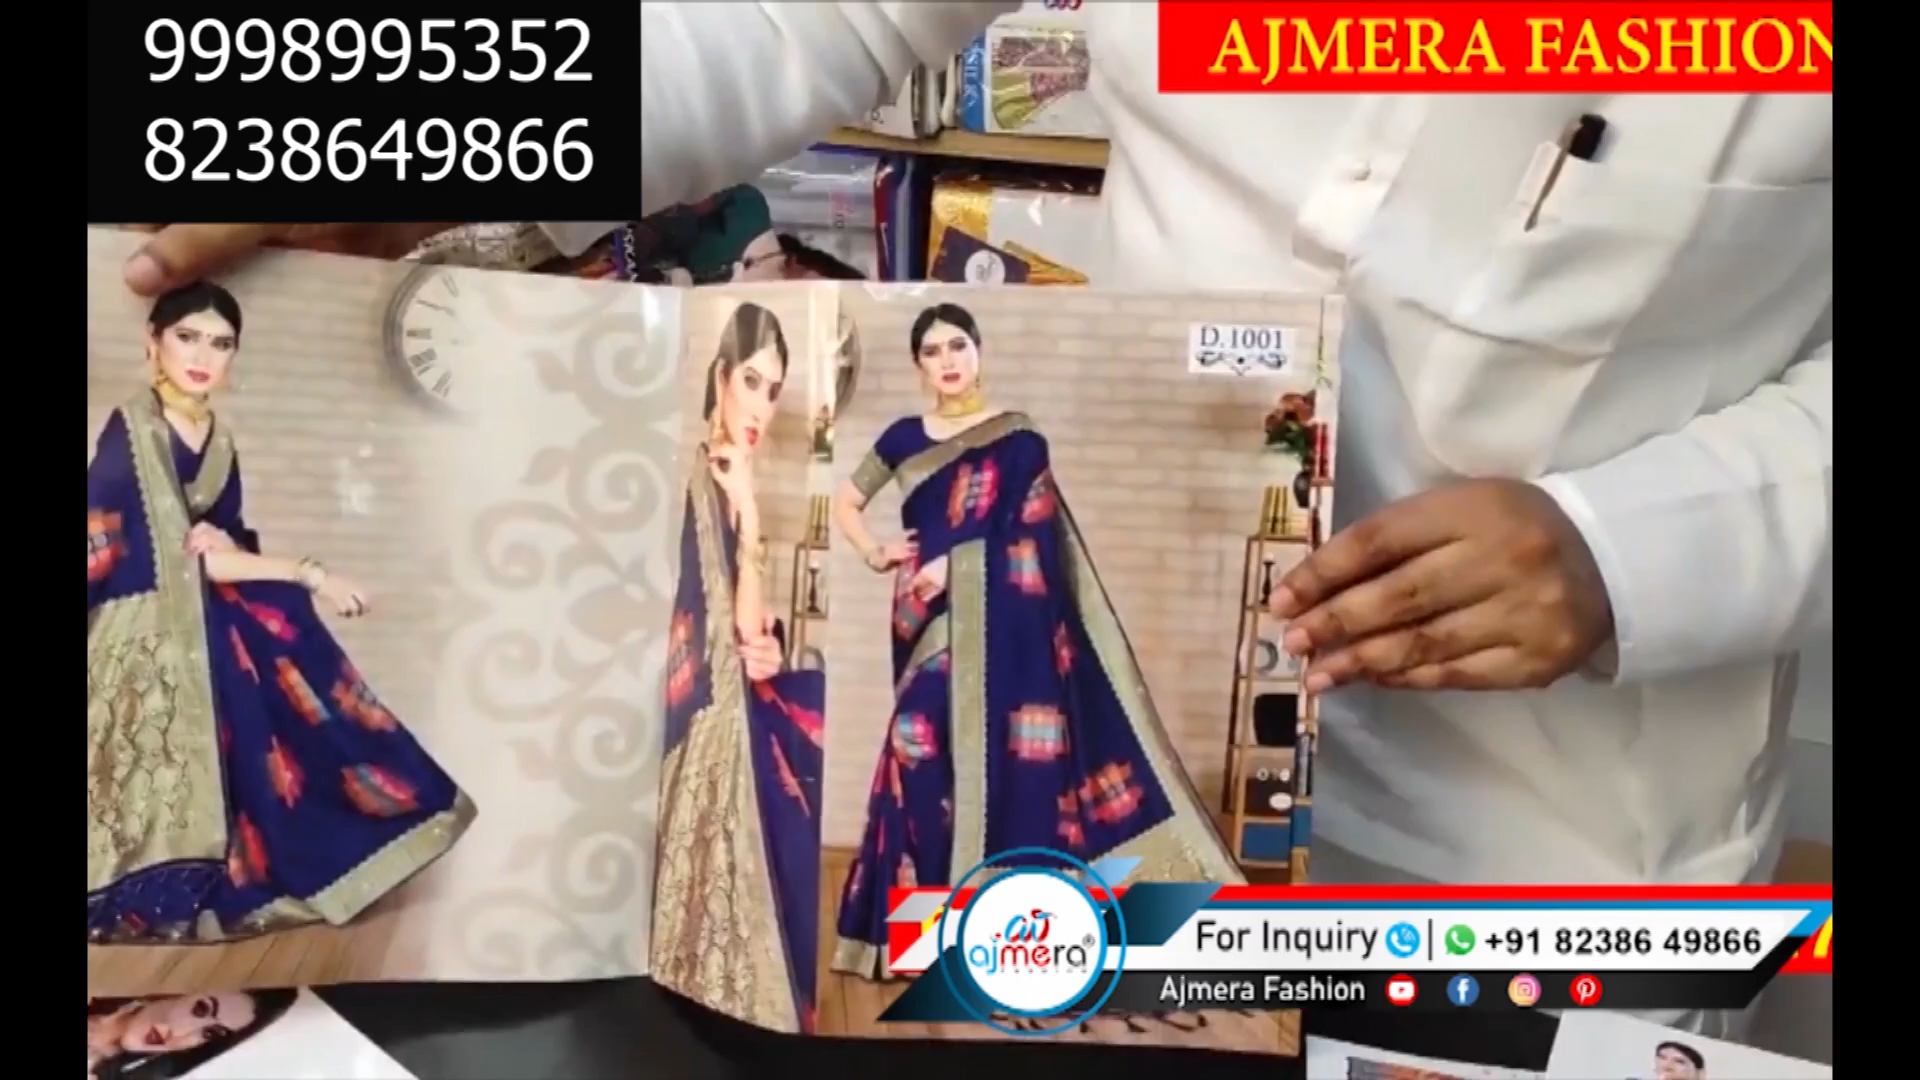 9998995352
8238649866
AJMERA FASHION
D.1001
For Inquiry | +91 82386 49866
ajmera®
Ajmera Fashion